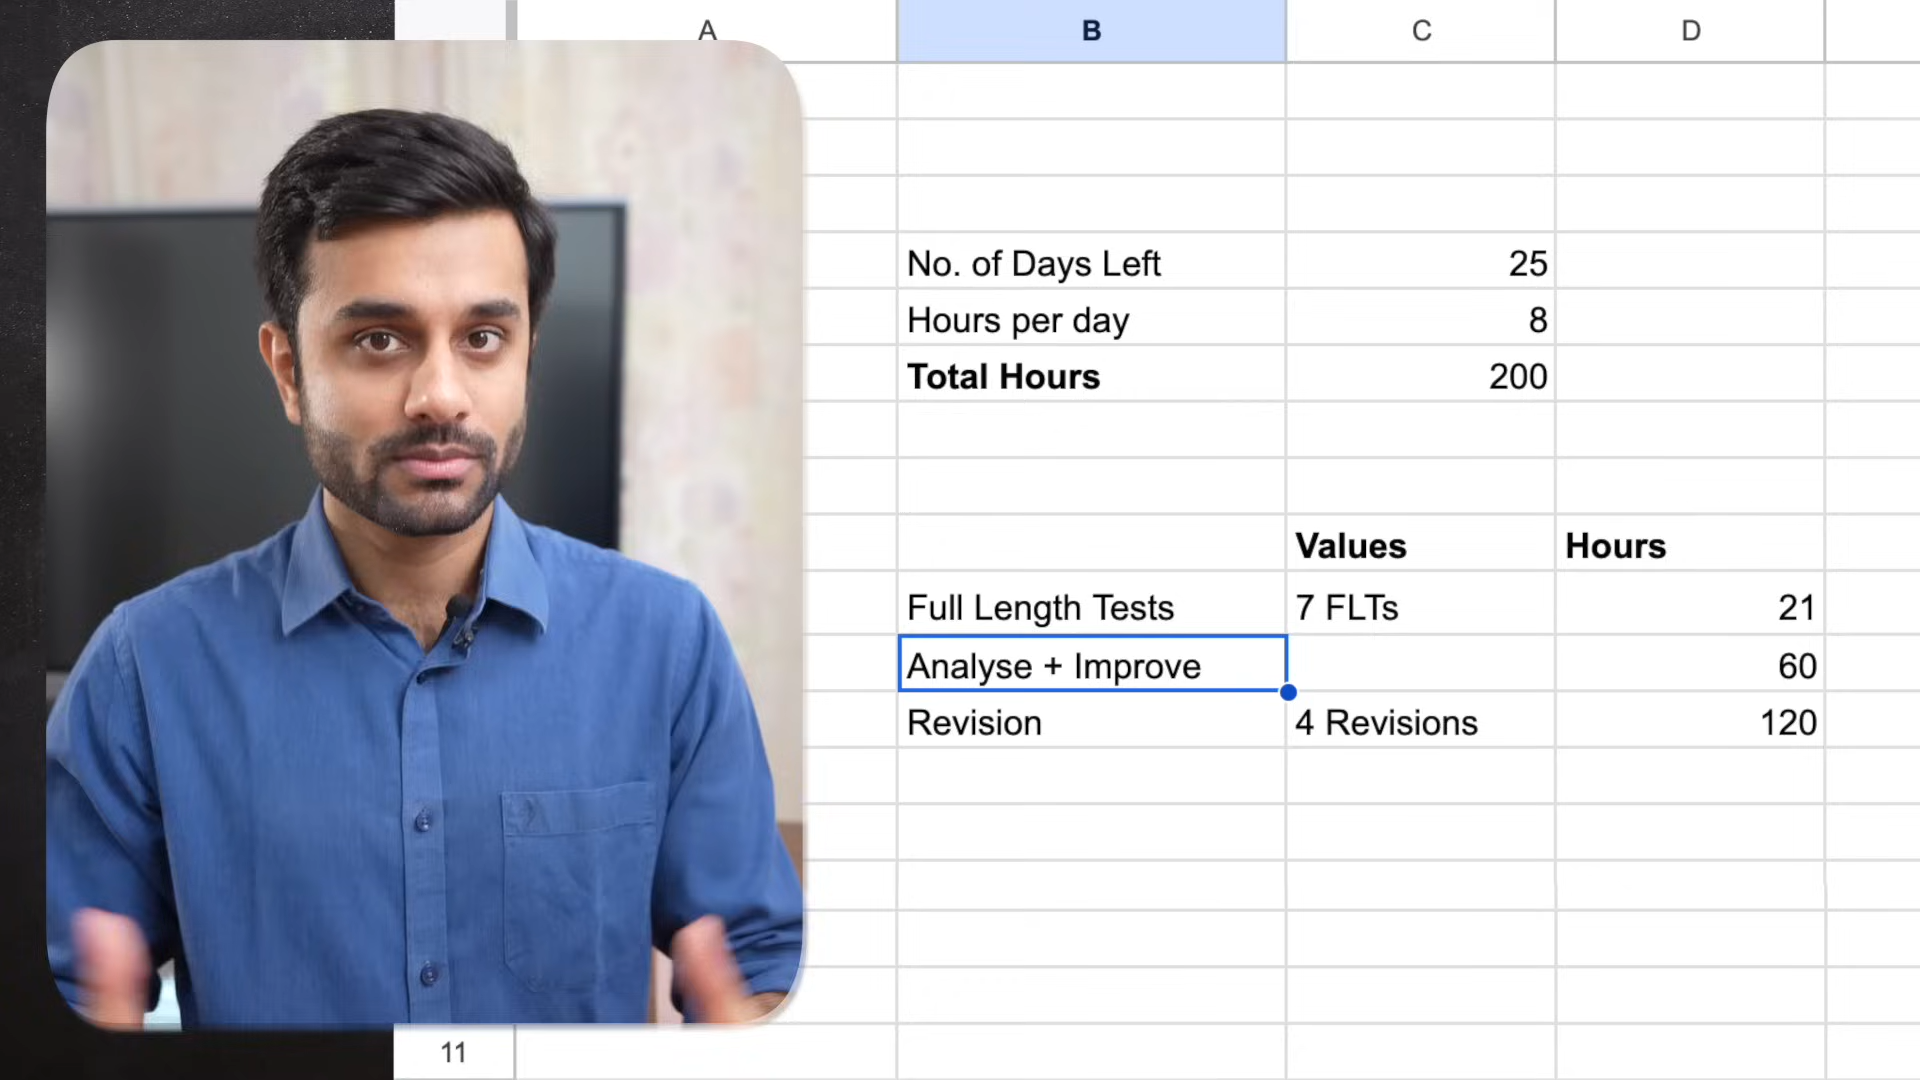 A B C D
No. of Days Left 25
Hours per day 8
Total Hours 200
Values Hours
Full Length Tests 7 FLTs 21
Analyse + Improve 60
Revision 4 Revisions 120
11